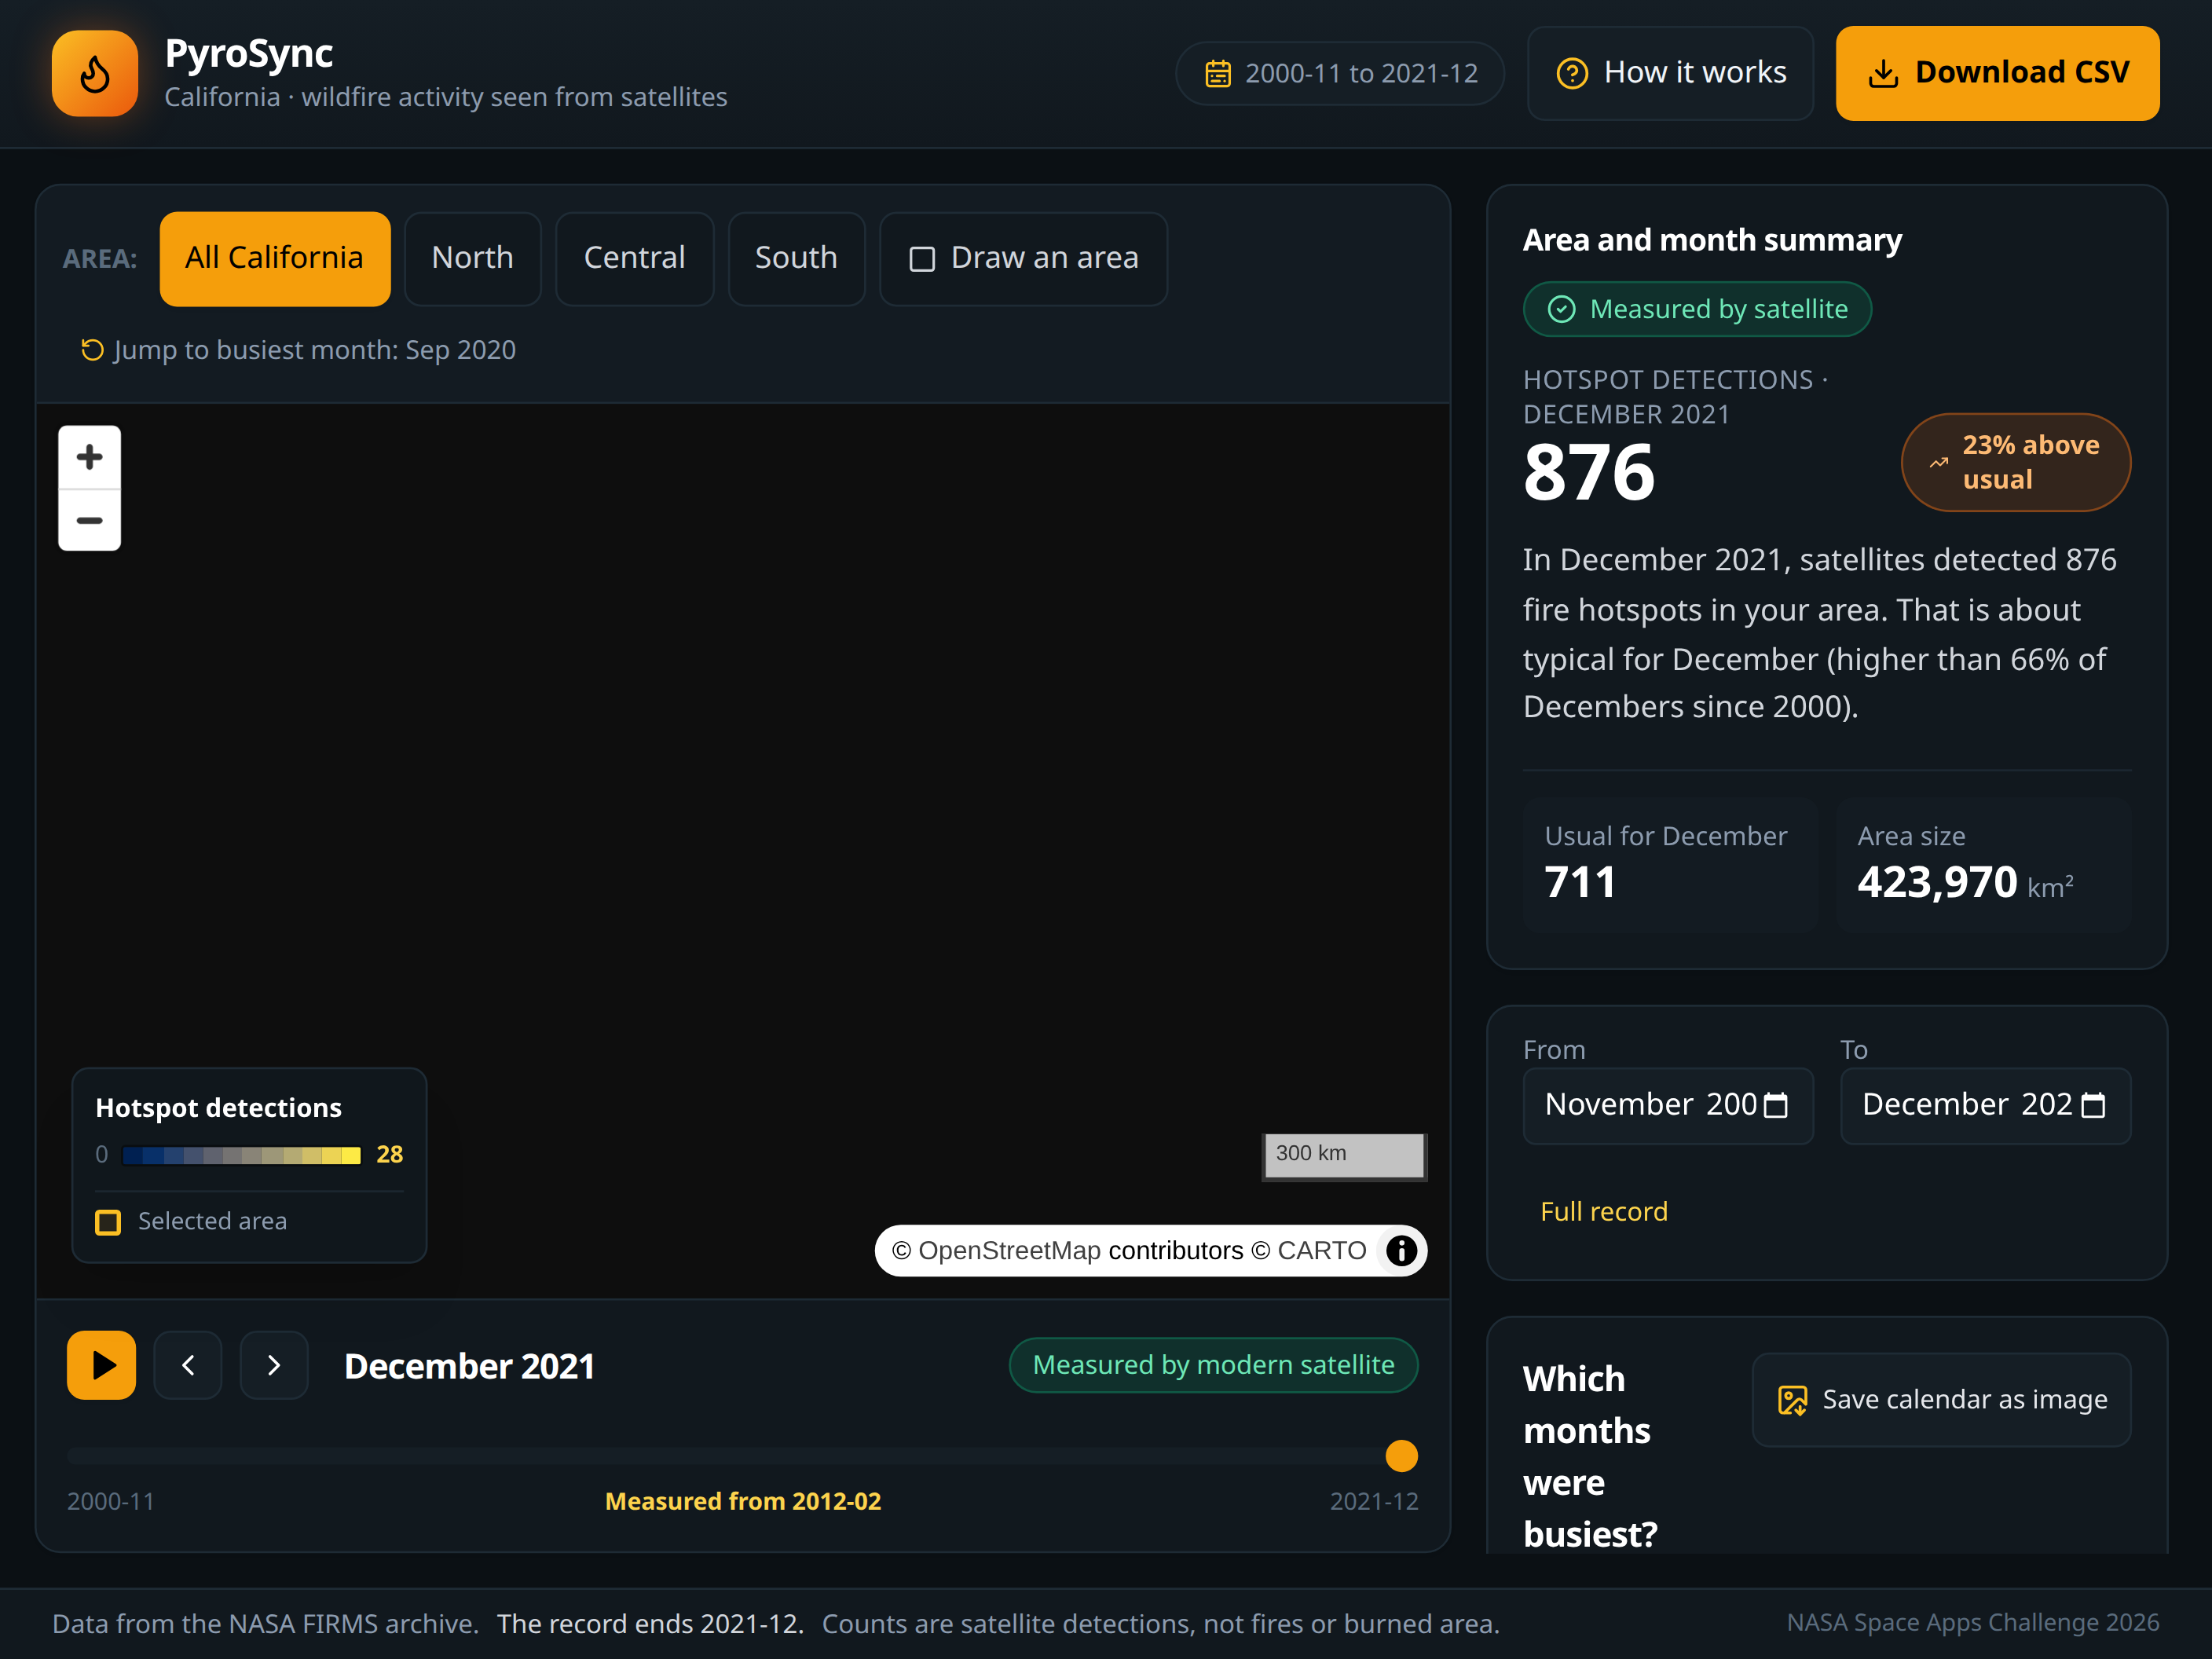 PyroSync
California · wildfire activity seen from satellites
2000-11 to 2021-12
How it works
Download CSV
AREA:
All California
North
Central
South
Draw an area
Jump to busiest month: Sep 2020
Hotspot detections
0
28
Selected area
300 km
© OpenStreetMap contributors © CARTO
December 2021
Measured by modern satellite
2000-11
Measured from 2012-02
2021-12
Area and month summary
Measured by satellite
HOTSPOT DETECTIONS ·
DECEMBER 2021
876
23% above
usual
In December 2021, satellites detected 876
fire hotspots in your area. That is about
typical for December (higher than 66% of
Decembers since 2000).
Usual for December
711
Area size
423,970 km²
From
November 200
To
December 202
Full record
Which
months
were
busiest?
Save calendar as image
Data from the NASA FIRMS archive. The record ends 2021-12. Counts are satellite detections, not fires or burned area.
NASA Space Apps Challenge 2026